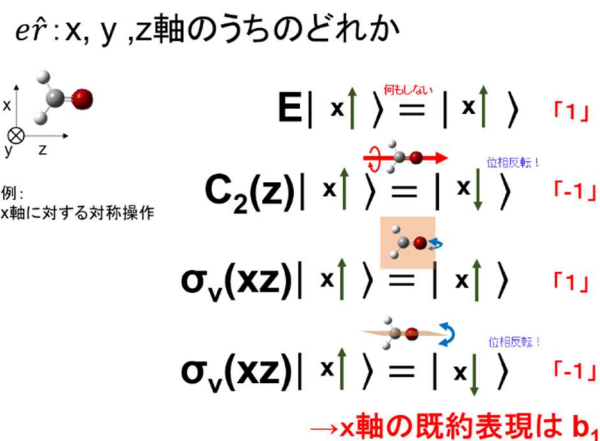 er̂:x, y ,z軸のうちのどれか
x
y
z
例:
x軸に対する対称操作
何もしない
E| x↑ 〉=| x↑ 〉 「1」
位相反転!
C₂(z)| x↑ 〉=| x↓ 〉 「-1」
σᵥ(xz)| x↑ 〉=| x↑ 〉 「1」
位相反転!
σᵥ(xz)| x↑ 〉=| x↓ 〉 「-1」
→x軸の既約表現は b₁